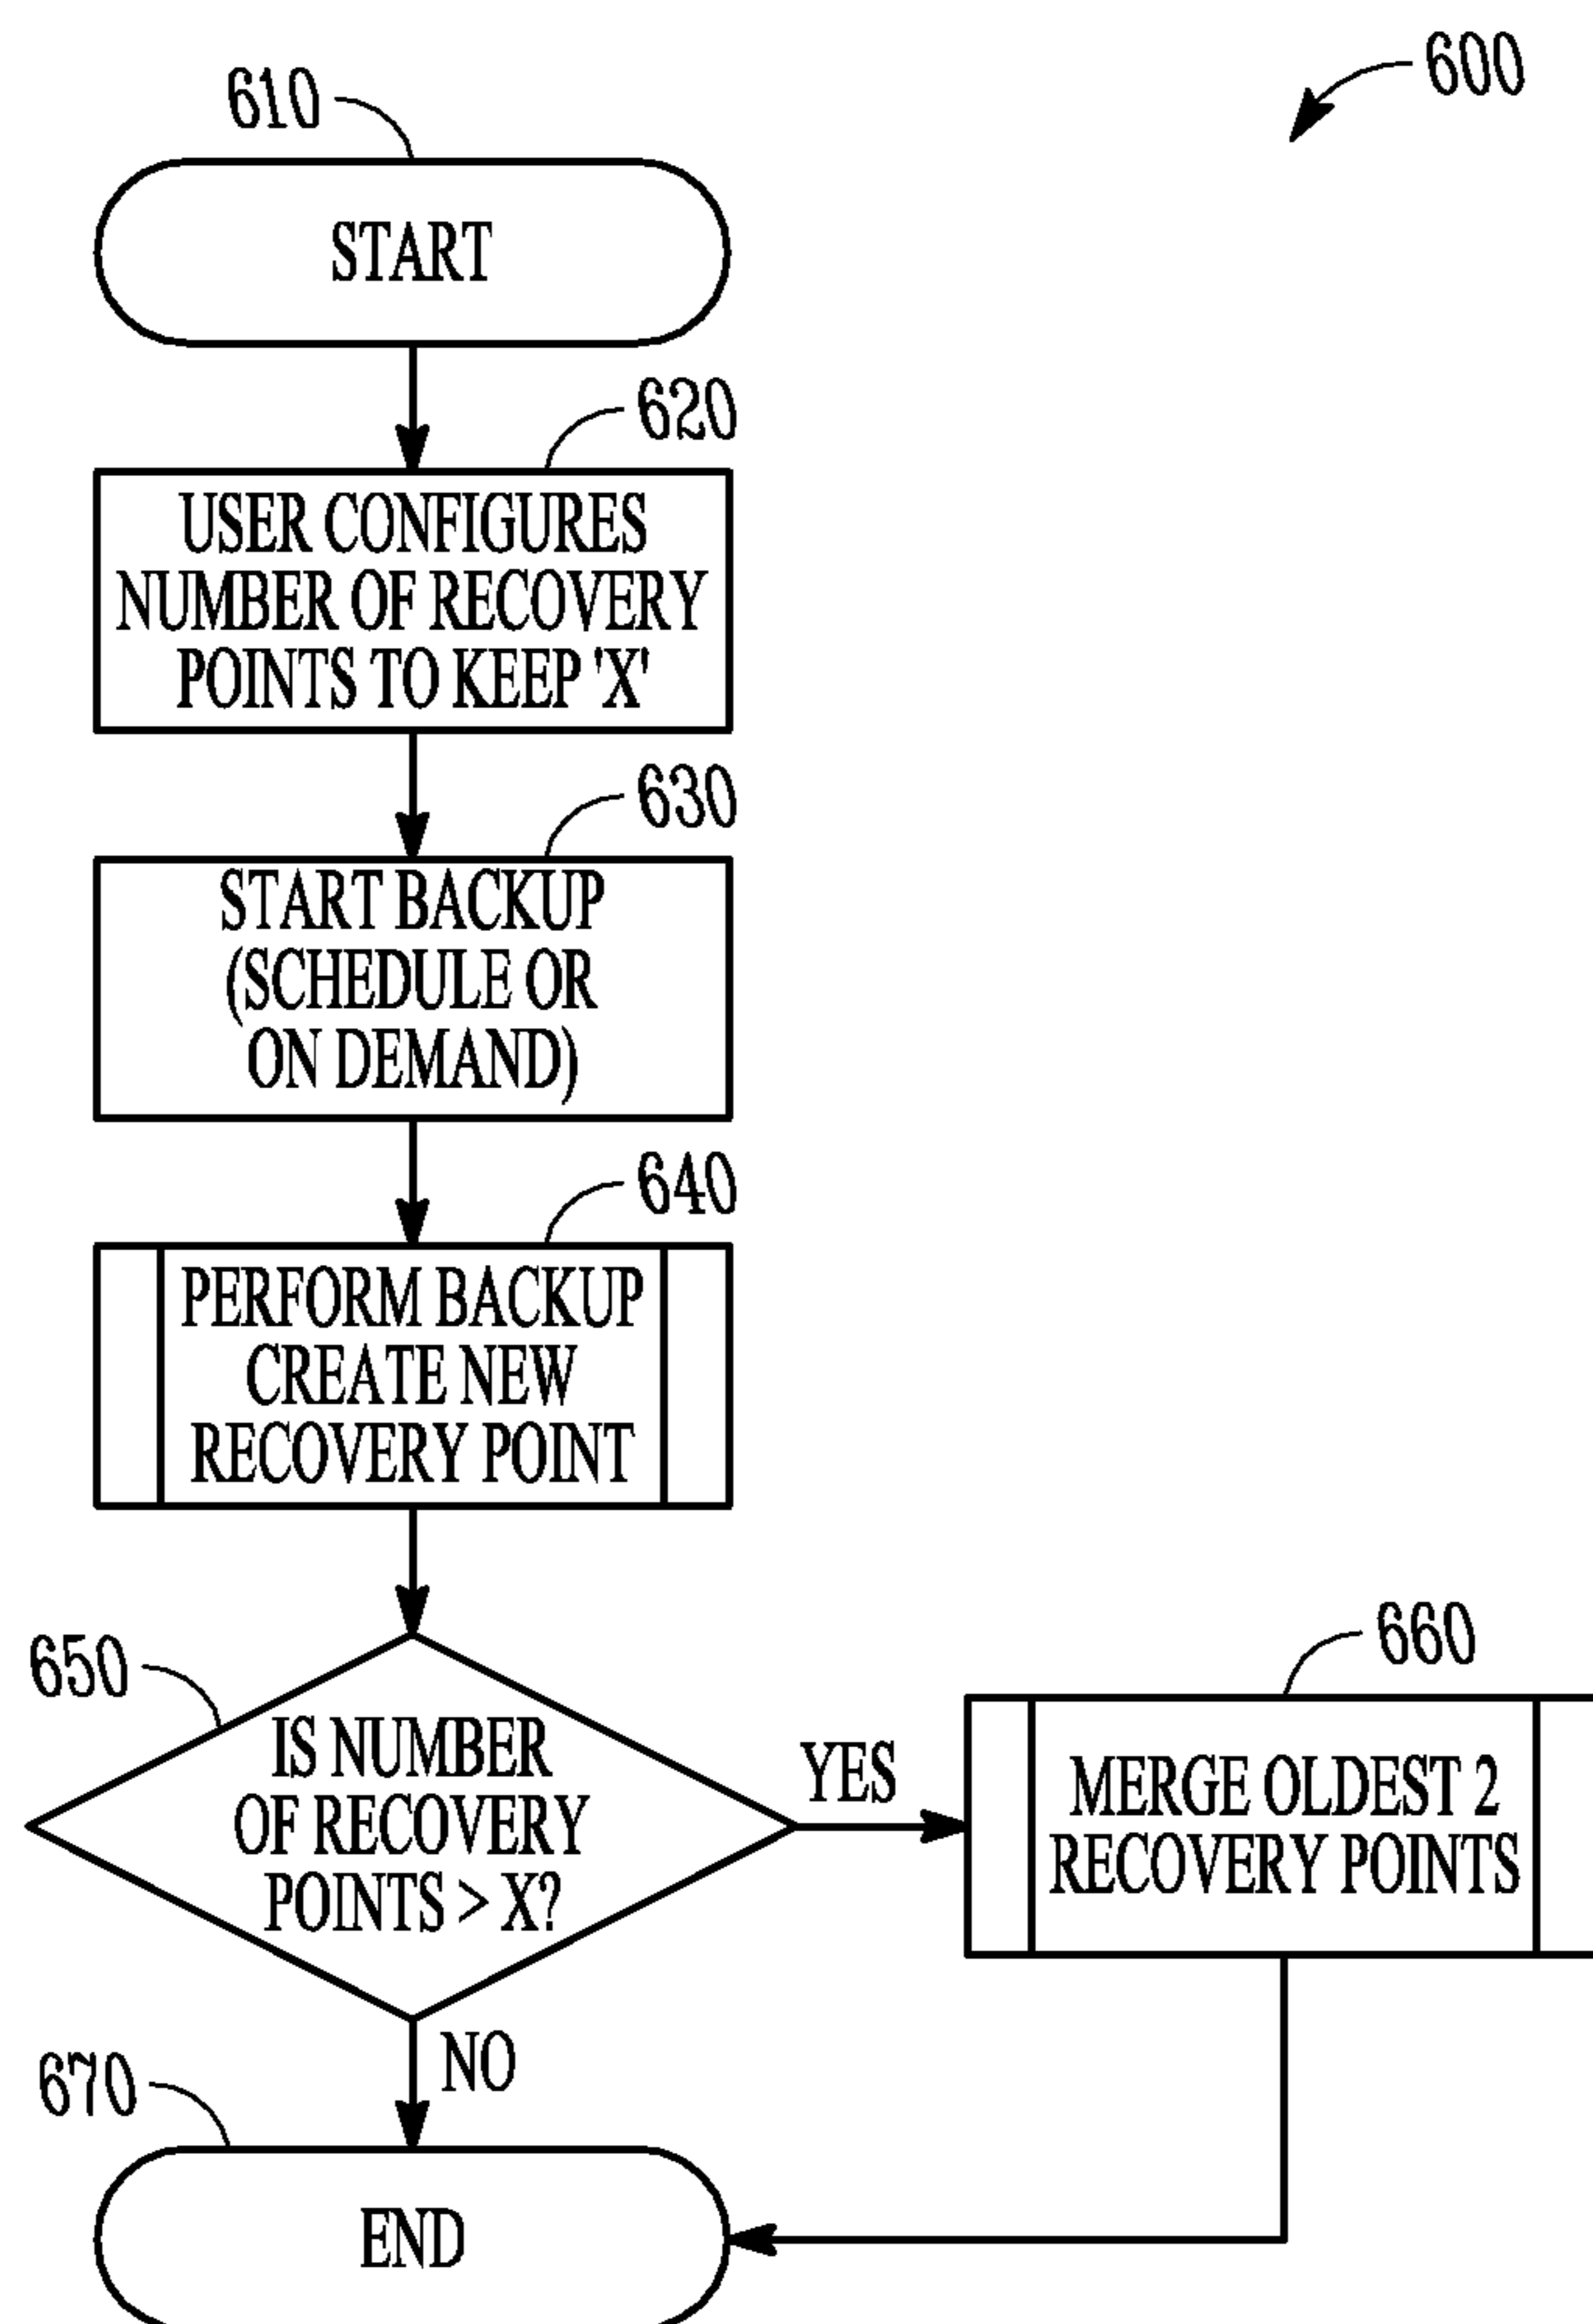 600
610
START
620
USER CONFIGURES
NUMBER OF RECOVERY
POINTS TO KEEP 'X'
630
START BACKUP
(SCHEDULE OR
ON DEMAND)
640
PERFORM BACKUP
CREATE NEW
RECOVERY POINT
650
IS NUMBER
OF RECOVERY
POINTS > X?
YES
660
MERGE OLDEST 2
RECOVERY POINTS
NO
670
END